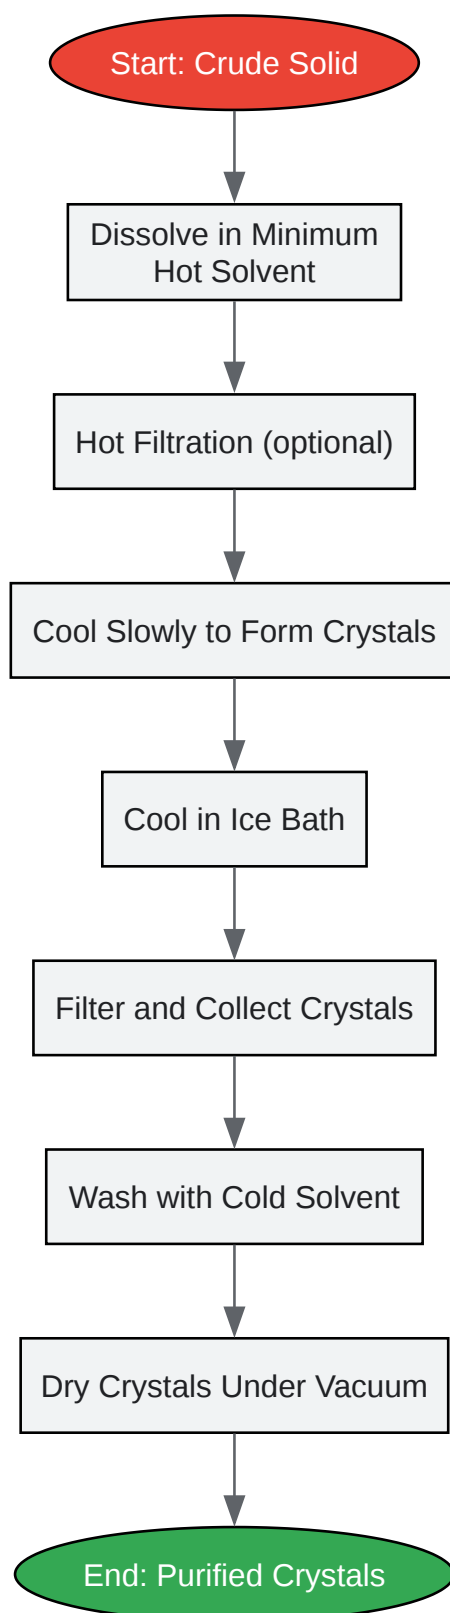 Start: Crude Solid
Dissolve in Minimum
Hot Solvent
Hot Filtration (optional)
Cool Slowly to Form Crystals
Cool in Ice Bath
Filter and Collect Crystals
Wash with Cold Solvent
Dry Crystals Under Vacuum
End: Purified Crystals